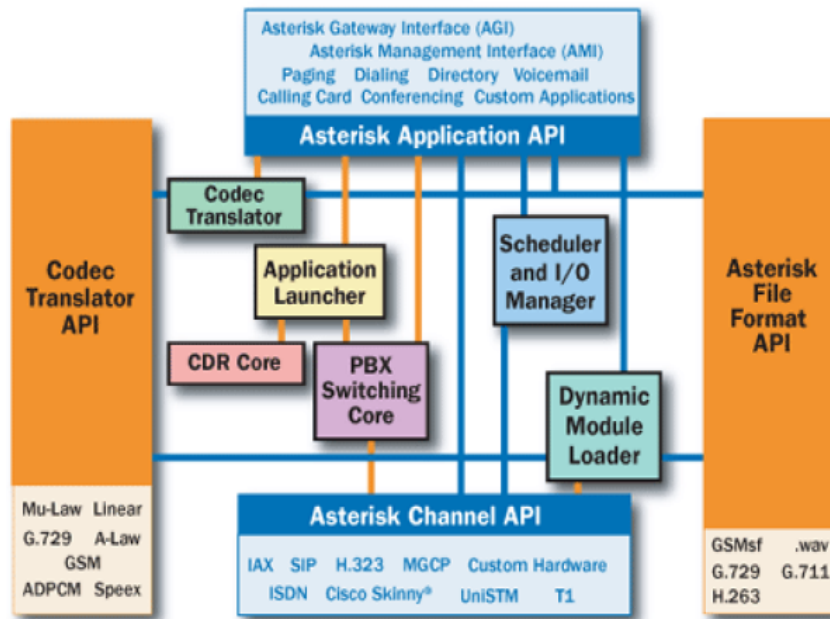 Asterisk Gateway Interface (AGI)
Asterisk Management Interface (AMI)
Paging Dialing Directory Voicemail
Calling Card Conferencing Custom Applications
Asterisk Application API
Codec
Translator
API
Mu-Law Linear
G.729 A-Law
GSM
ADPCM Speex
Codec
Translator
Application
Launcher
CDR Core
PBX
Switching
Core
Scheduler
and I/O
Manager
Dynamic
Module
Loader
Asterisk
File
Format
API
GSMsf .wav
G.729 G.711
H.263
Asterisk Channel API
IAX SIP H.323 MGCP Custom Hardware
ISDN Cisco Skinny® UniSTM T1